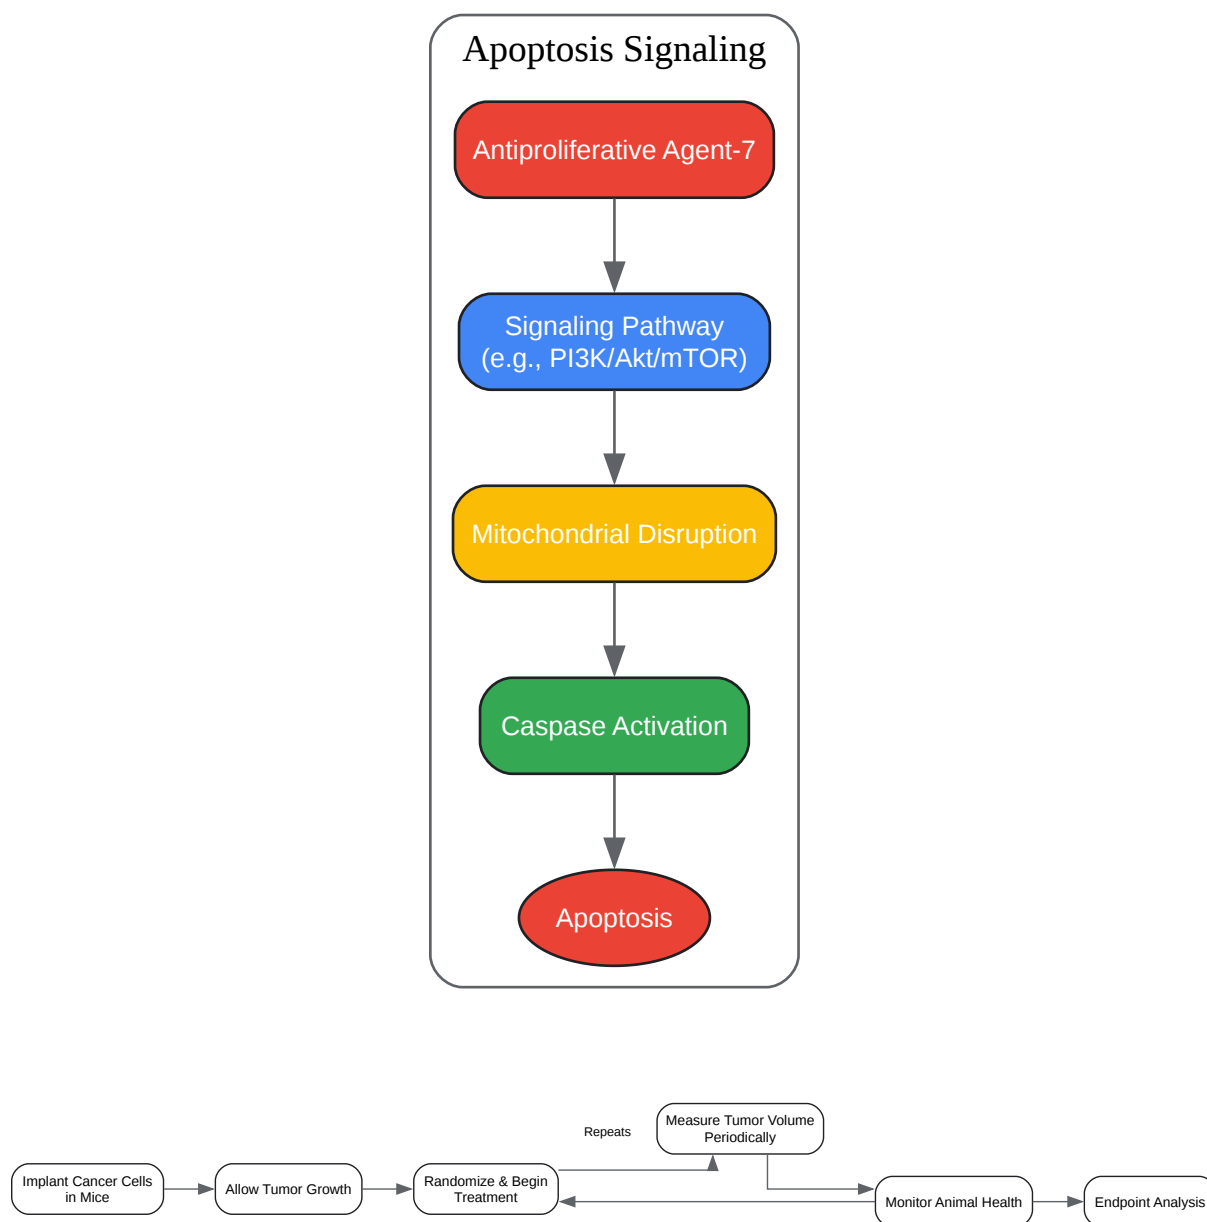 Apoptosis Signaling
Antiproliferative Agent-7
Signaling Pathway
(e.g., PI3K/Akt/mTOR)
Mitochondrial Disruption
Caspase Activation
Apoptosis
Implant Cancer Cells
in Mice
Allow Tumor Growth
Randomize & Begin
Treatment
Repeats
Measure Tumor Volume
Periodically
Monitor Animal Health
Endpoint Analysis